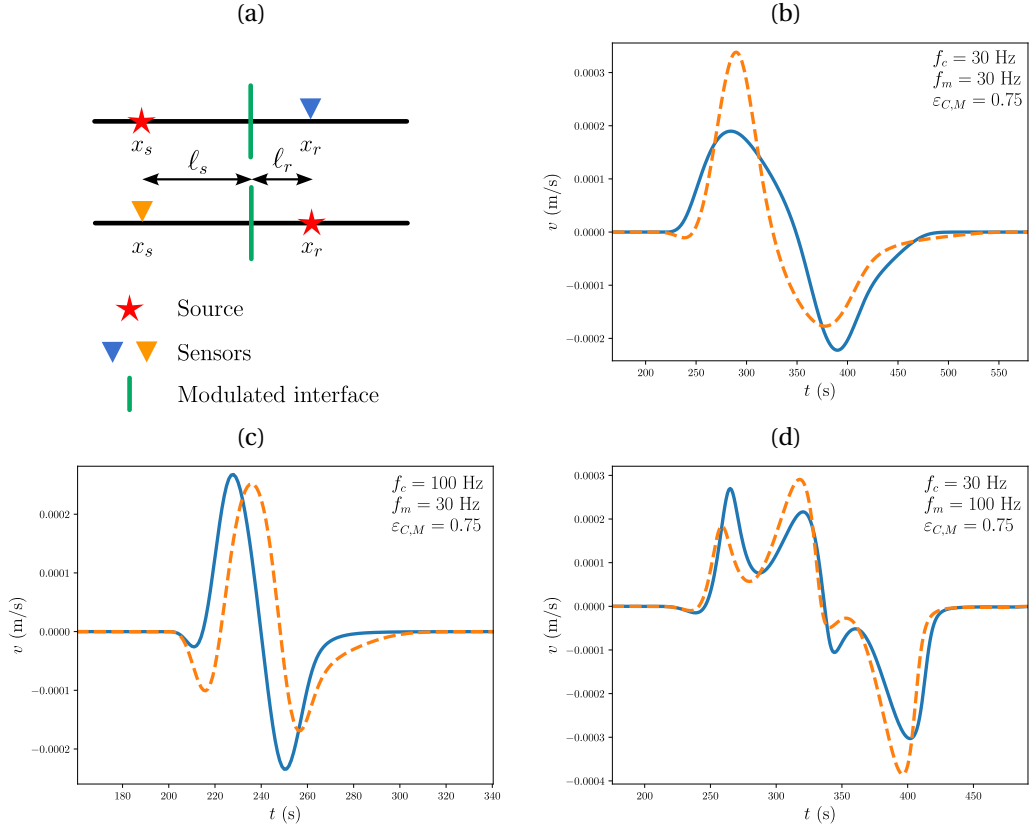 (a)
x_s
x_r
ℓ_s
ℓ_r
x_s
x_r
Source
Sensors
Modulated interface
(b)
f_c = 30 Hz
f_m = 30 Hz
ε_{C,M} = 0.75
v (m/s)
0.0003
0.0002
0.0001
0.0000
−0.0001
−0.0002
200 250 300 350 400 450 500 550
t (s)
(c)
f_c = 100 Hz
f_m = 30 Hz
ε_{C,M} = 0.75
v (m/s)
0.0002
0.0001
0.0000
−0.0001
−0.0002
180 200 220 240 260 280 300 320 340
t (s)
(d)
f_c = 30 Hz
f_m = 100 Hz
ε_{C,M} = 0.75
v (m/s)
0.0003
0.0002
0.0001
0.0000
−0.0001
−0.0002
−0.0003
−0.0004
200 250 300 350 400 450
t (s)